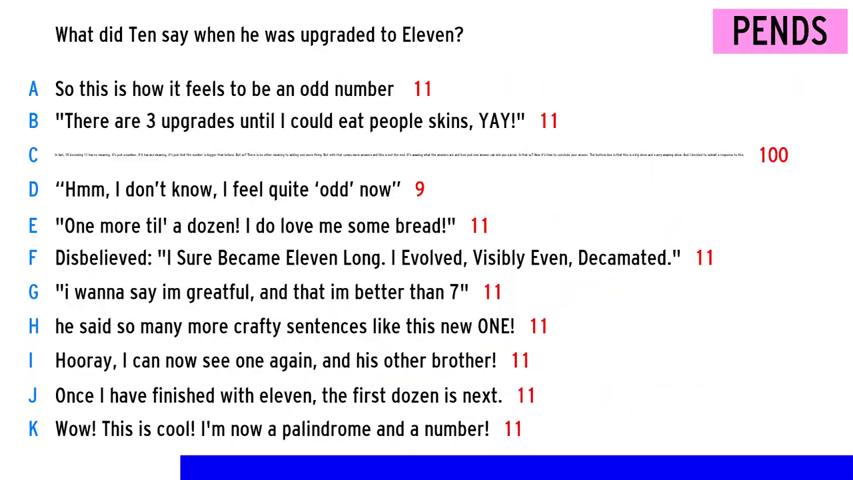 What did Ten say when he was upgraded to Eleven?
PENDS
A So this is how it feels to be an odd number 11
B "There are 3 upgrades until I could eat people skins, YAY!" 11
C 100
D “Hmm, I don’t know, I feel quite ‘odd’ now” 9
E "One more til' a dozen! I do love me some bread!" 11
F Disbelieved: "I Sure Became Eleven Long. I Evolved, Visibly Even, Decamated." 11
G "i wanna say im greatful, and that im better than 7" 11
H he said so many more crafty sentences like this new ONE! 11
I Hooray, I can now see one again, and his other brother! 11
J Once I have finished with eleven, the first dozen is next. 11
K Wow! This is cool! I'm now a palindrome and a number! 11